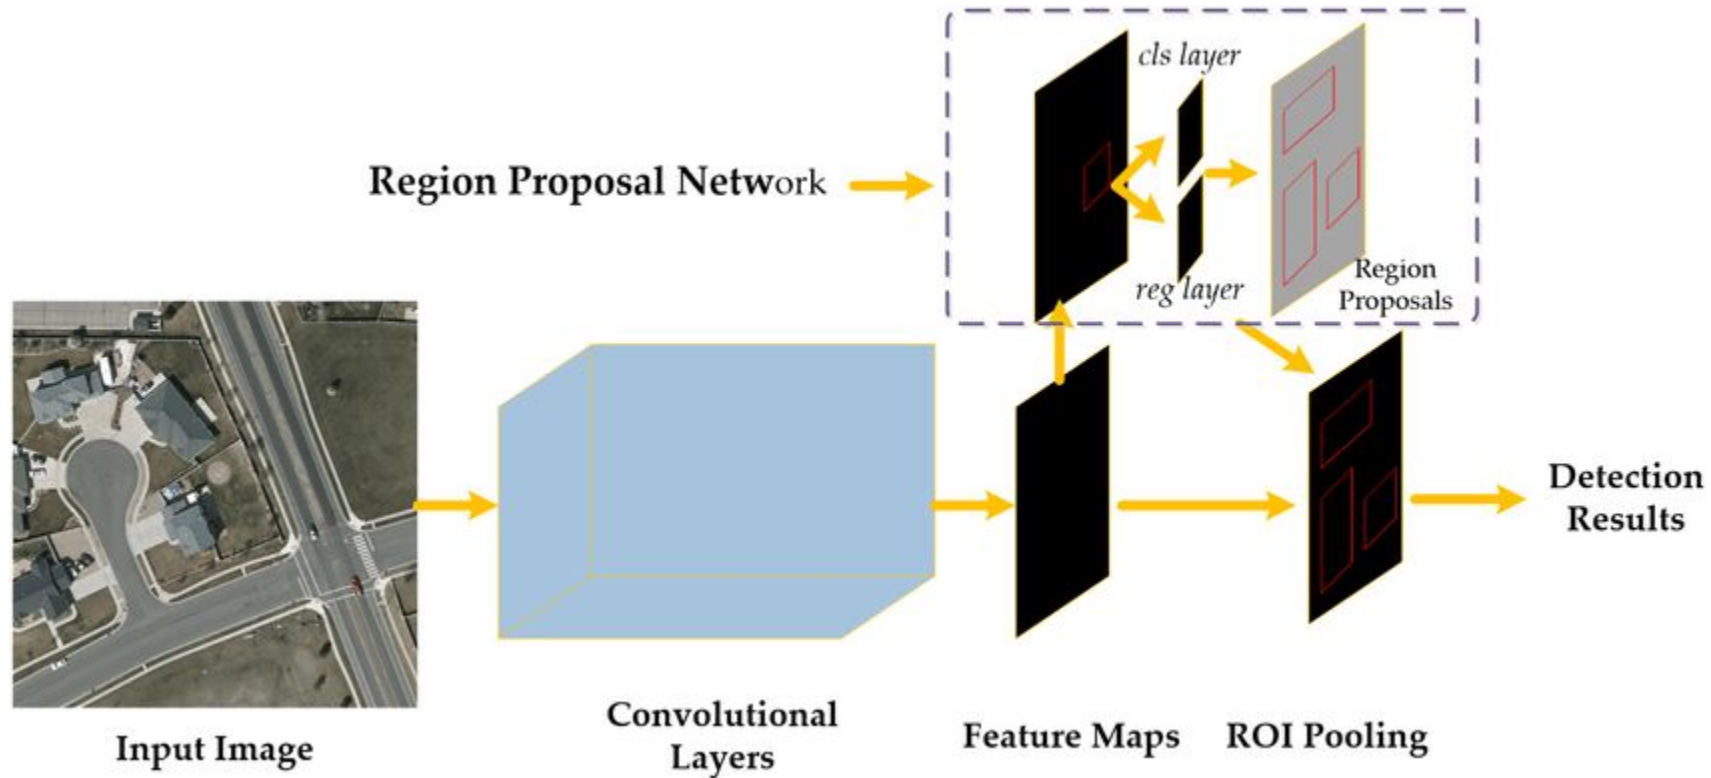 cls layer
Region Proposal Network
reg layer
Region
Proposals
Detection
Results
Input Image
Convolutional
Layers
Feature Maps
ROI Pooling